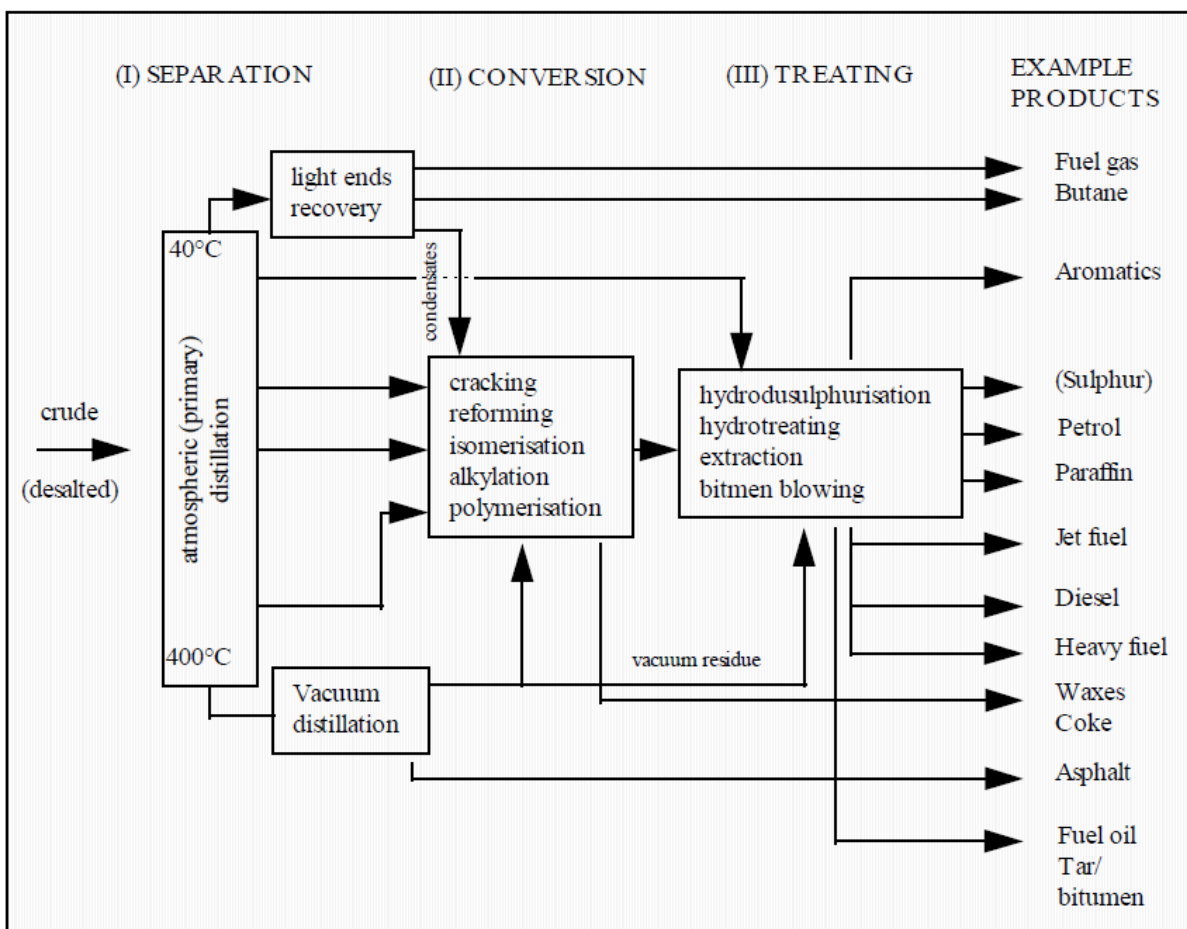 (I) SEPARATION
(II) CONVERSION
(III) TREATING
EXAMPLE
PRODUCTS
light ends
recovery
Fuel gas
Butane
40°C
condensates
Aromatics
crude
(desalted)
atmospheric (primary)
distillation
cracking
reforming
isomerisation
alkylation
polymerisation
hydrodusulphurisation
hydrotreating
extraction
bitmen blowing
(Sulphur)
Petrol
Paraffin
Jet fuel
Diesel
Heavy fuel
400°C
Vacuum
distillation
vacuum residue
Waxes
Coke
Asphalt
Fuel oil
Tar/
bitumen